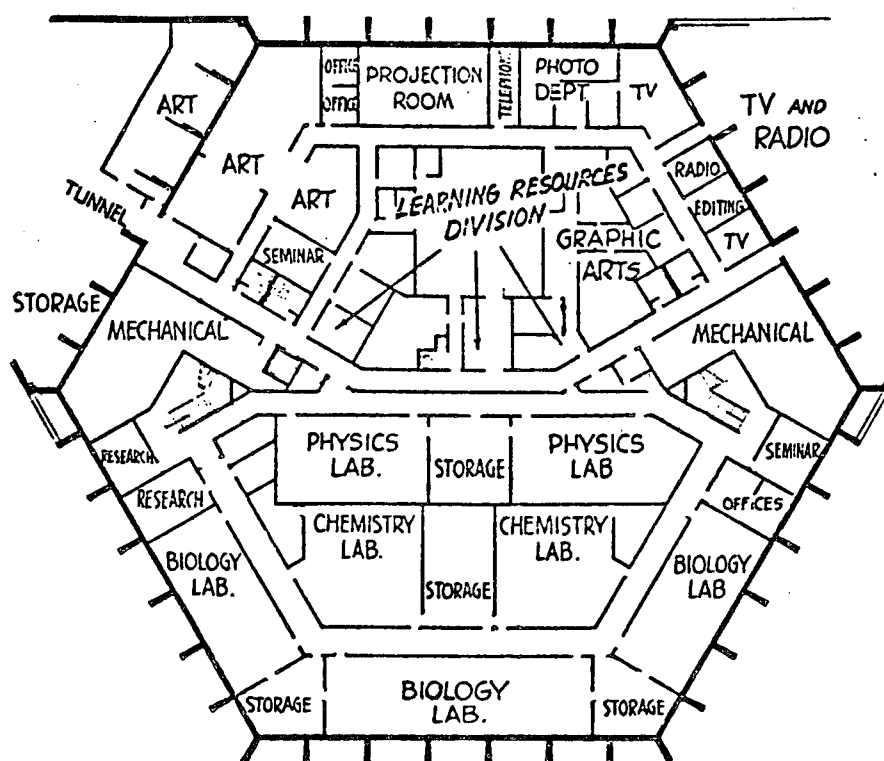 OFFICE
PROJECTION
ROOM
PHOTO
DEPT.
TV
ART
OFFICE
TV AND
RADIO
ART
RADIO
TUNNEL
ART
LEARNING RESOURCES
DIVISION
EDITING
SEMINAR
GRAPHIC
ARTS
TV
STORAGE
MECHANICAL
MECHANICAL
RESEARCH
PHYSICS
LAB.
STORAGE
PHYSICS
LAB
SEMINAR
RESEARCH
OFFICES
CHEMISTRY
LAB.
CHEMISTRY
LAB.
BIOLOGY
LAB.
STORAGE
BIOLOGY
LAB
STORAGE
BIOLOGY
LAB.
STORAGE